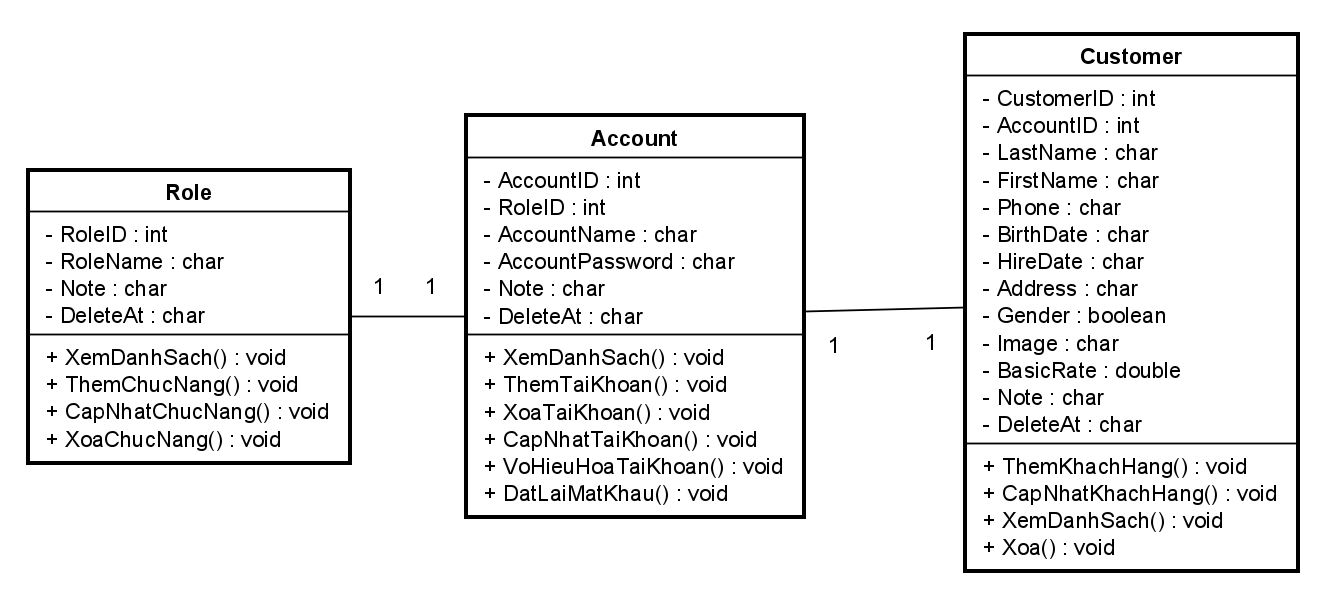 Role
- RoleID : int
- RoleName : char
- Note : char
- DeleteAt : char
+ XemDanhSach() : void
+ ThemChucNang() : void
+ CapNhatChucNang() : void
+ XoaChucNang() : void
1 1
Account
- AccountID : int
- RoleID : int
- AccountName : char
- AccountPassword : char
- Note : char
- DeleteAt : char
+ XemDanhSach() : void
+ ThemTaiKhoan() : void
+ XoaTaiKhoan() : void
+ CapNhatTaiKhoan() : void
+ VoHieuHoaTaiKhoan() : void
+ DatLaiMatKhau() : void
1 1
Customer
- CustomerID : int
- AccountID : int
- LastName : char
- FirstName : char
- Phone : char
- BirthDate : char
- HireDate : char
- Address : char
- Gender : boolean
- Image : char
- BasicRate : double
- Note : char
- DeleteAt : char
+ ThemKhachHang() : void
+ CapNhatKhachHang() : void
+ XemDanhSach() : void
+ Xoa() : void